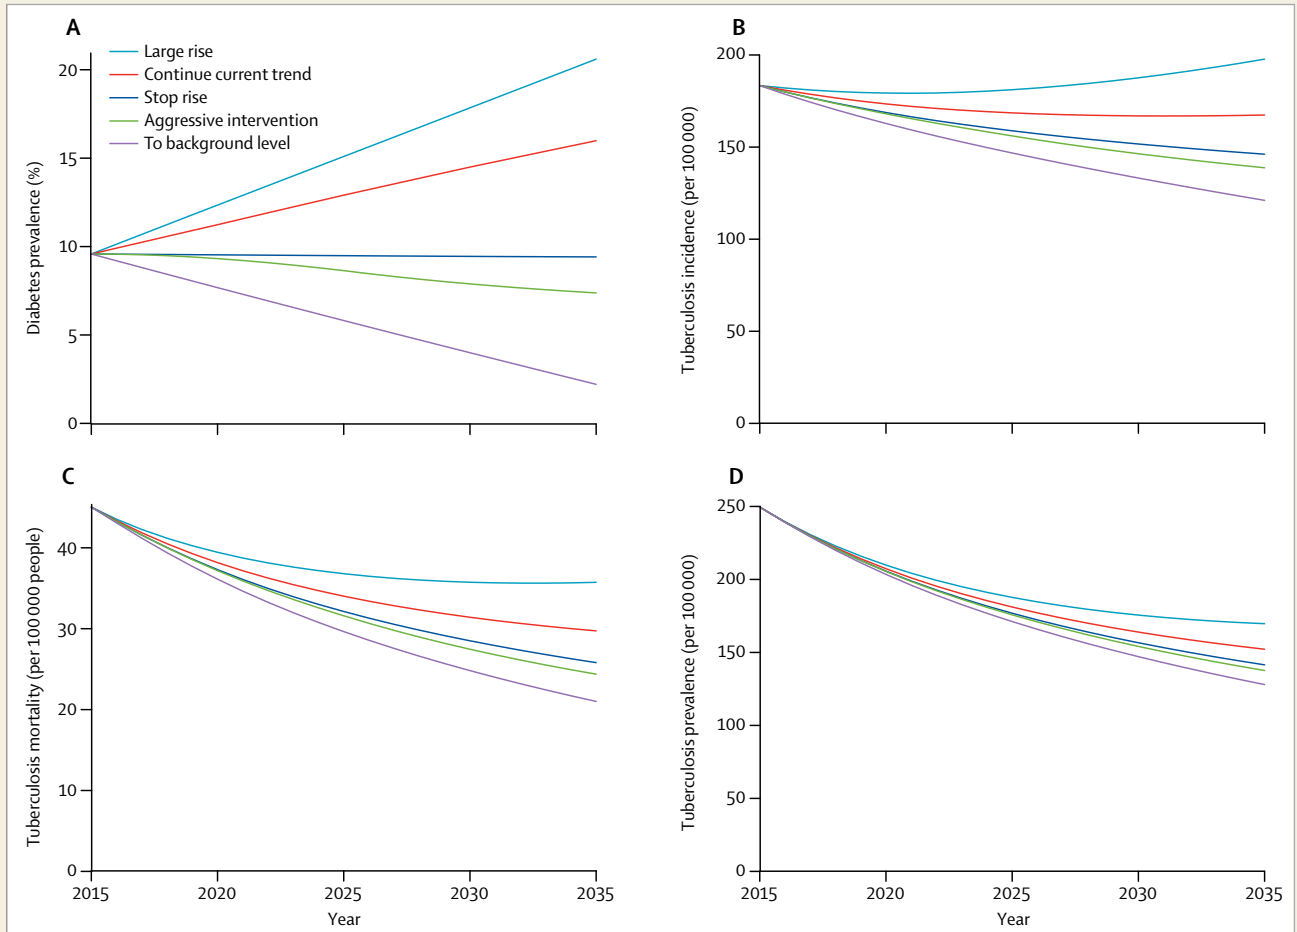 A
Large rise
Continue current trend
Stop rise
Aggressive intervention
To background level
Diabetes prevalence (%)
20
15
10
5
0
B
Tuberculosis incidence (per 100 000)
200
150
100
50
0
C
Tuberculosis mortality (per 100 000 people)
40
30
20
10
0
2015 2020 2025 2030 2035
Year
D
Tuberculosis prevalence (per 100 000)
250
200
150
100
50
0
2015 2020 2025 2030 2035
Year